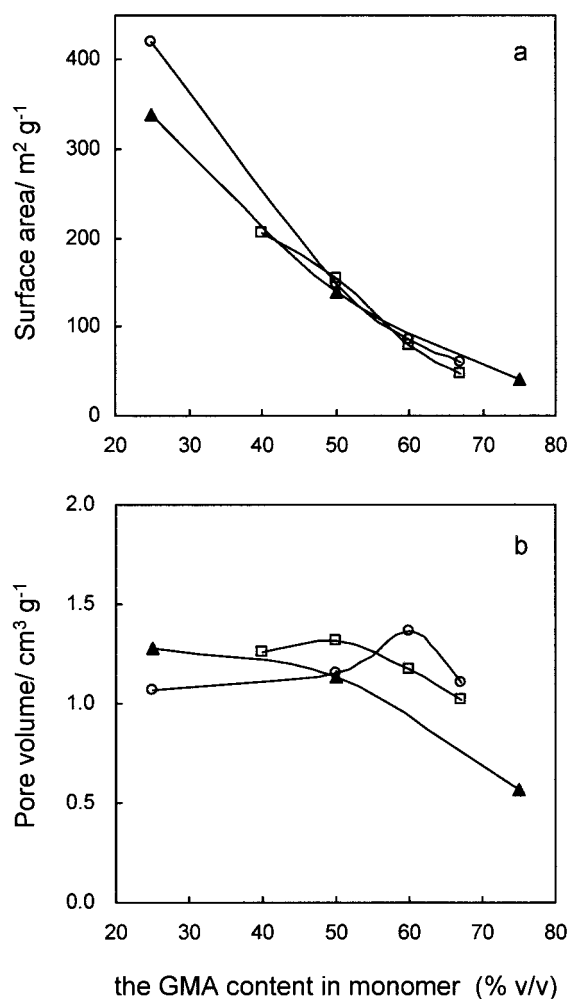 a
400
300
200
100
0
Surface area/ m² g⁻¹
20 30 40 50 60 70 80
b
2.0
1.5
1.0
0.5
0.0
Pore volume/ cm³ g⁻¹
20 30 40 50 60 70 80
the GMA content in monomer (% v/v)